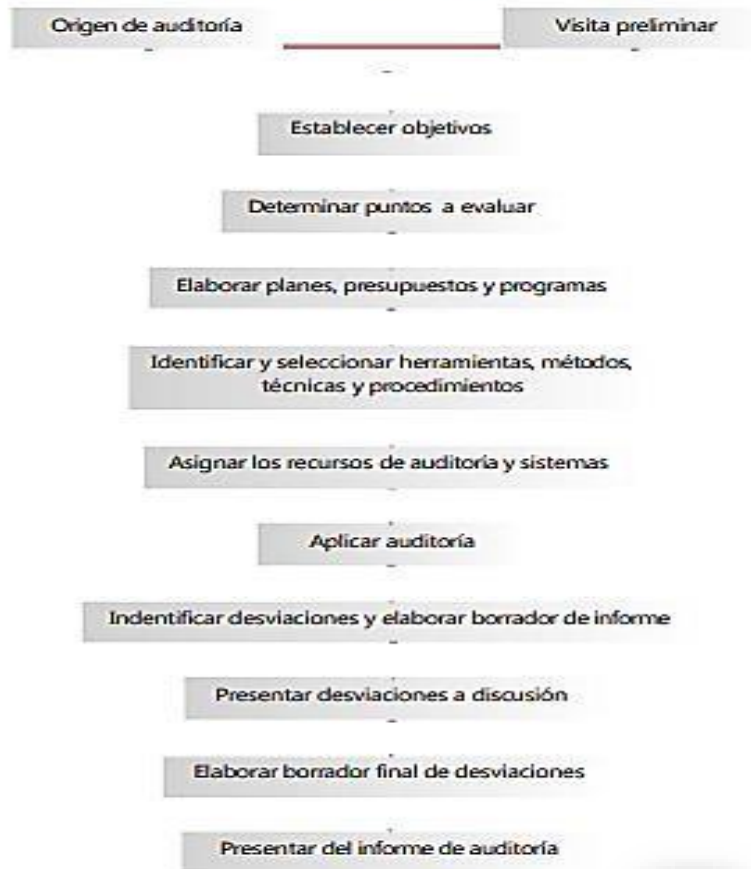 Origen de auditoría
Visita preliminar
Establecer objetivos
Determinar puntos a evaluar
Elaborar planes, presupuestos y programas
Identificar y seleccionar herramientas, métodos,
técnicas y procedimientos
Asignar los recursos de auditoría y sistemas
Aplicar auditoría
Indentificar desviaciones y elaborar borrador de informe
Presentar desviaciones a discusión
Elaborar borrador final de desviaciones
Presentar del informe de auditoría